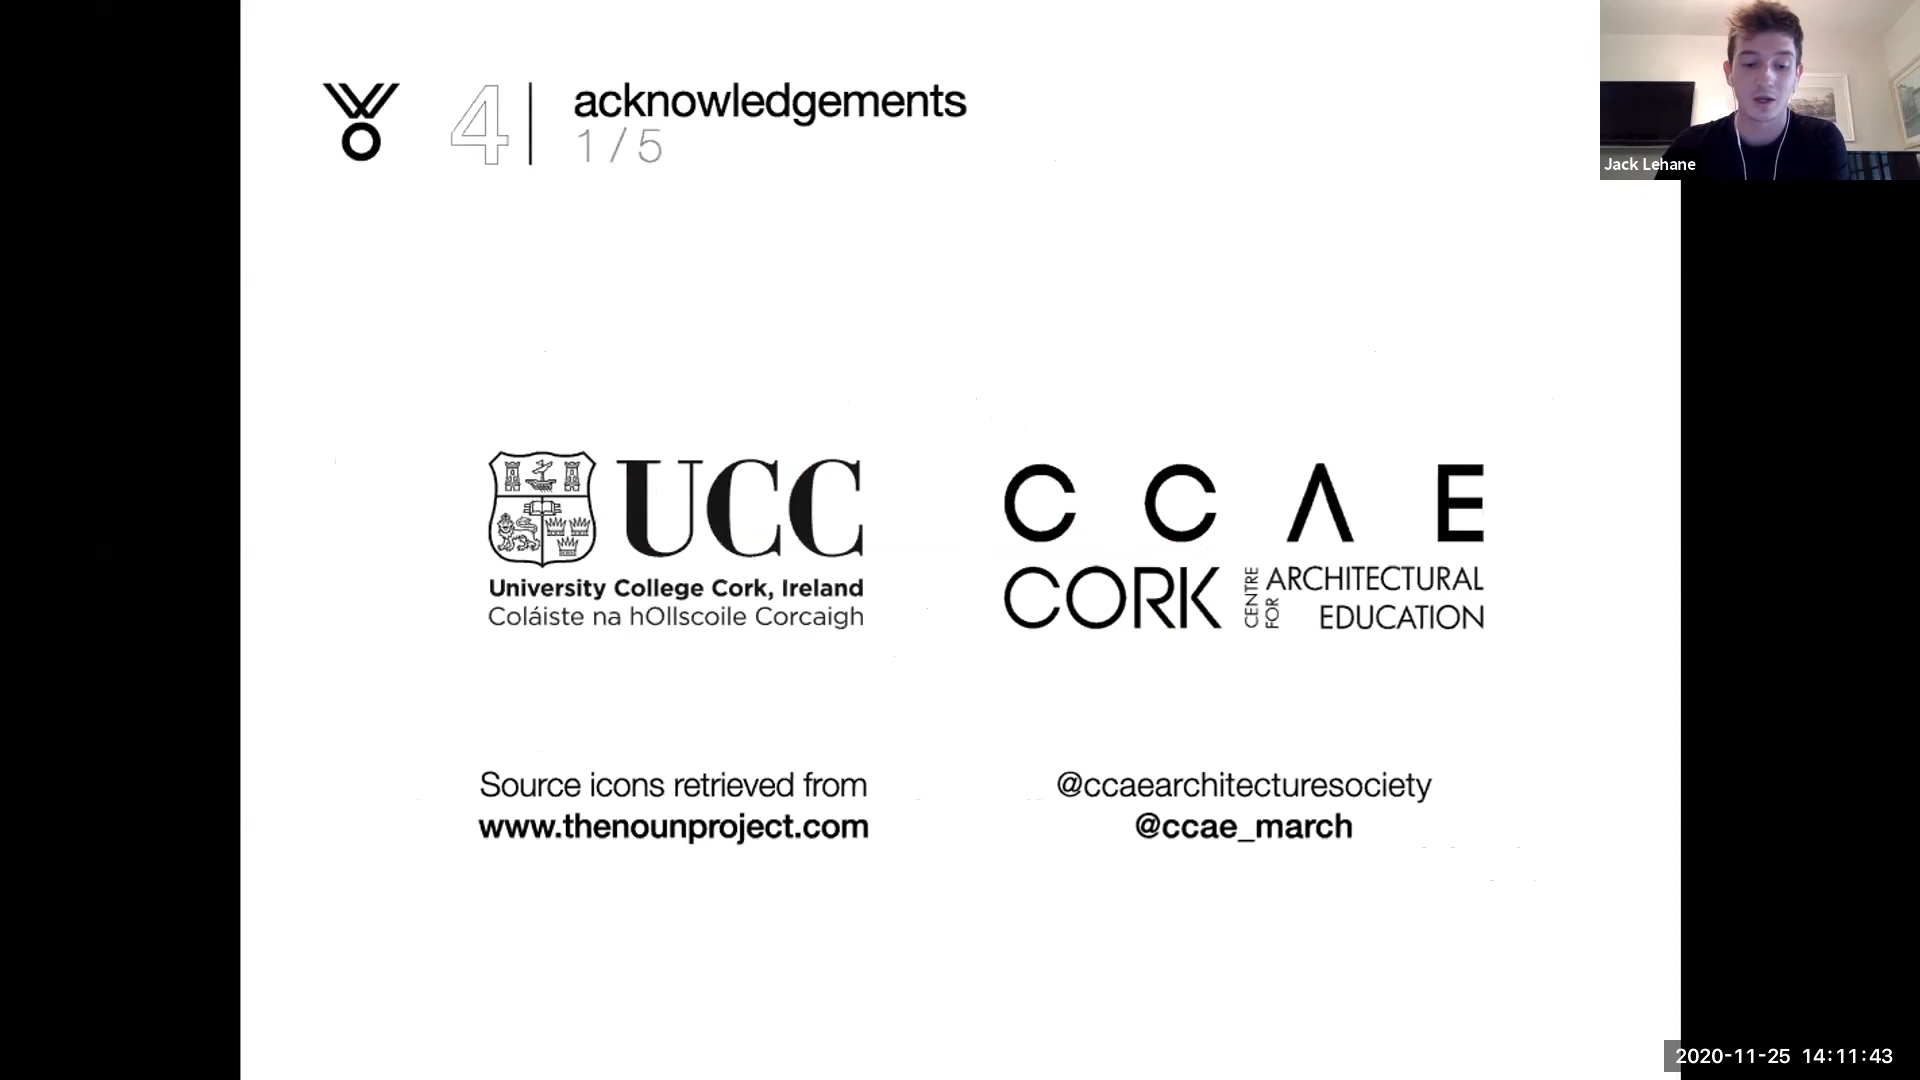 4
acknowledgements
1 / 5
Jack Lehane
UCC
University College Cork, Ireland
Coláiste na hOllscoile Corcaigh
C C A E
CORK
CENTRE
FOR
ARCHITECTURAL
EDUCATION
Source icons retrieved from
www.thenounproject.com
@ccaearchitecturesociety
@ccae_march
2020-11-25 14:11:43